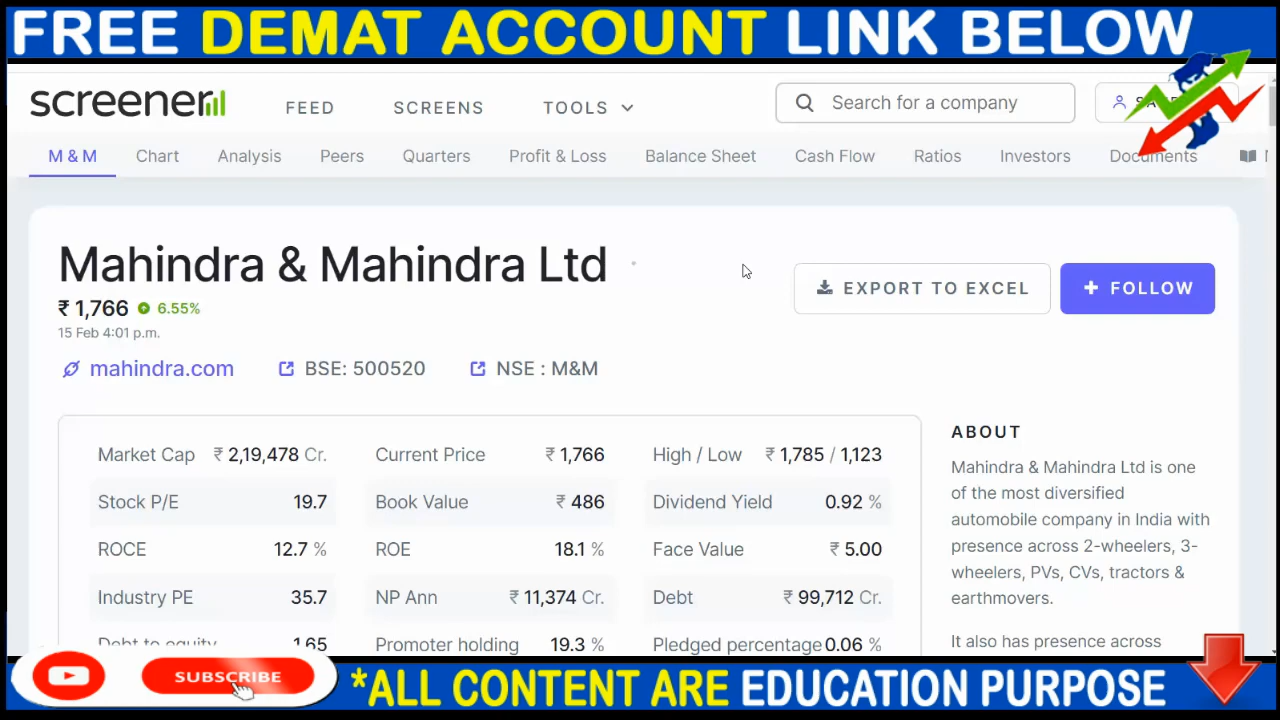 FREE DEMAT ACCOUNT LINK BELOW
screener FEED SCREENS TOOLS Search for a company
M & M Chart Analysis Peers Quarters Profit & Loss Balance Sheet Cash Flow Ratios Investors Documents
Mahindra & Mahindra Ltd
EXPORT TO EXCEL + FOLLOW
₹ 1,766 6.55%
15 Feb 4:01 p.m.
mahindra.com BSE: 500520 NSE : M&M
Market Cap ₹ 2,19,478 Cr. Current Price ₹ 1,766 High / Low ₹ 1,785 / 1,123
Stock P/E 19.7 Book Value ₹ 486 Dividend Yield 0.92 %
ROCE 12.7 % ROE 18.1 % Face Value ₹ 5.00
Industry PE 35.7 NP Ann ₹ 11,374 Cr. Debt ₹ 99,712 Cr.
Debt to equity 1.65 Promoter holding 19.3 % Pledged percentage 0.06 %
ABOUT
Mahindra & Mahindra Ltd is one
of the most diversified
automobile company in India with
presence across 2-wheelers, 3-
wheelers, PVs, CVs, tractors &
earthmovers.
It also has presence across
SUBSCRIBE
*ALL CONTENT ARE EDUCATION PURPOSE